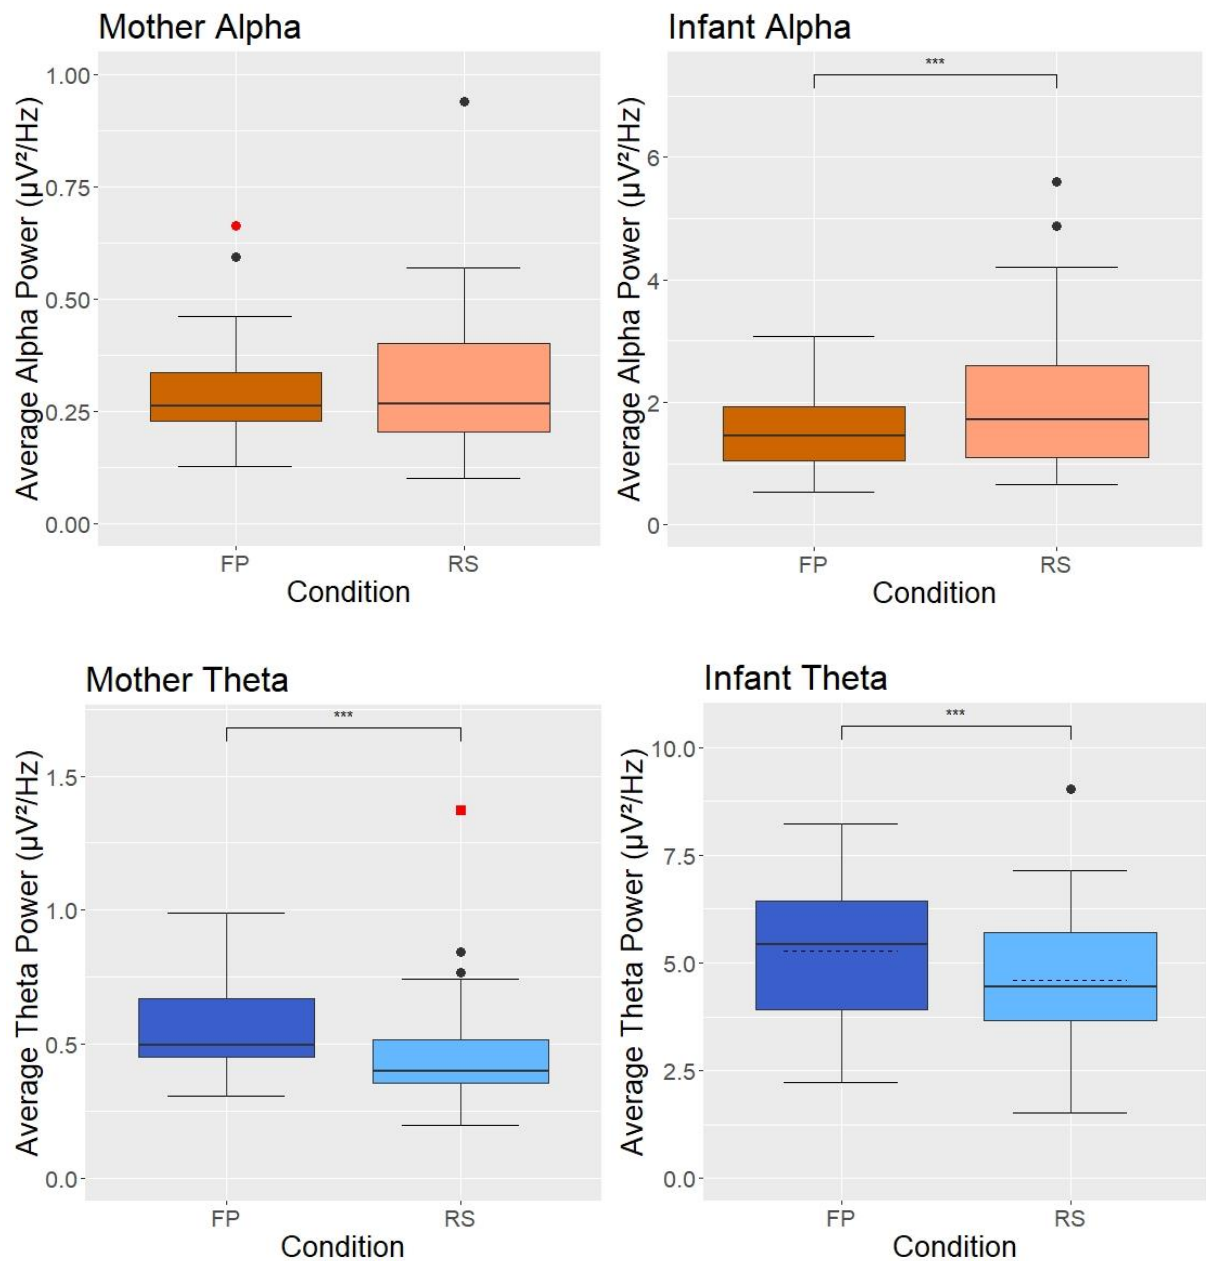 Mother Alpha
Average Alpha Power (µV²/Hz)
1.00
0.75
0.50
0.25
0.00
FP RS
Condition
Infant Alpha
Average Alpha Power (µV²/Hz)
***
6
4
2
0
FP RS
Condition
Mother Theta
Average Theta Power (µV²/Hz)
***
1.5
1.0
0.5
0.0
FP RS
Condition
Infant Theta
Average Theta Power (µV²/Hz)
***
10.0
7.5
5.0
2.5
0.0
FP RS
Condition